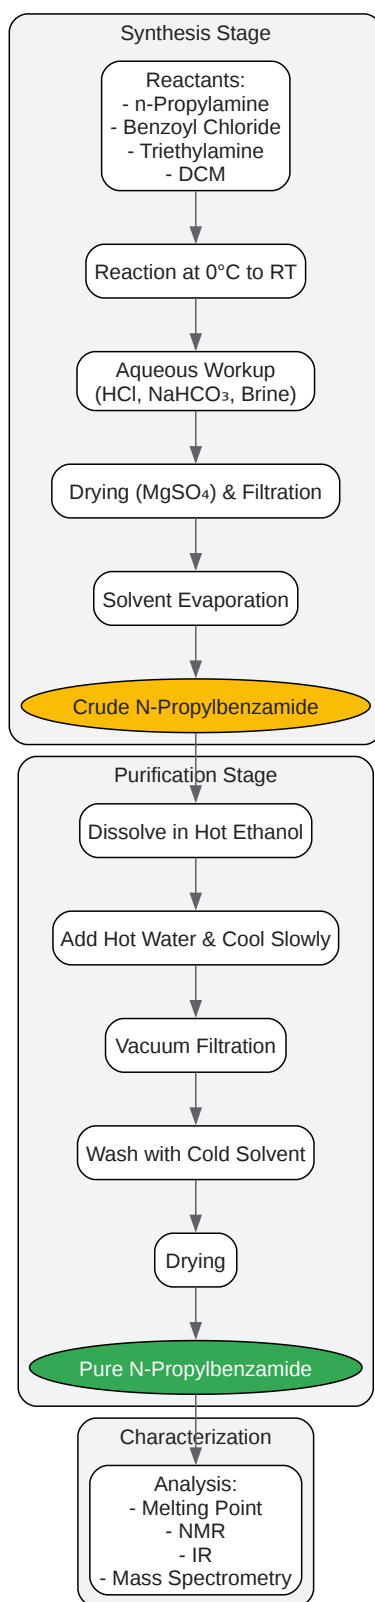 Synthesis Stage
Reactants:
- n-Propylamine
- Benzoyl Chloride
- Triethylamine
- DCM
Reaction at 0°C to RT
Aqueous Workup
(HCl, NaHCO₃, Brine)
Drying (MgSO₄) & Filtration
Solvent Evaporation
Crude N-Propylbenzamide
Purification Stage
Dissolve in Hot Ethanol
Add Hot Water & Cool Slowly
Vacuum Filtration
Wash with Cold Solvent
Drying
Pure N-Propylbenzamide
Characterization
Analysis:
- Melting Point
- NMR
- IR
- Mass Spectrometry